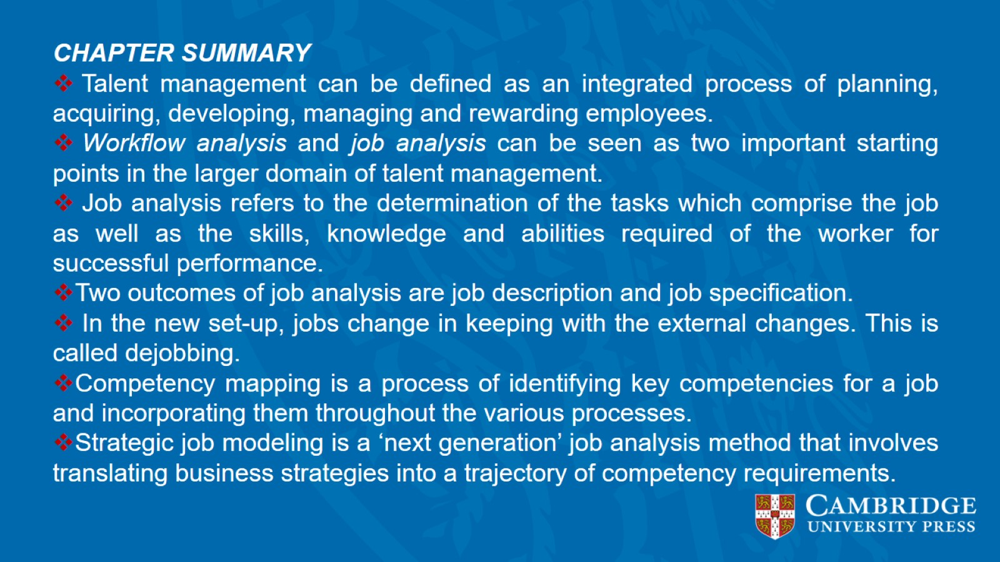 CHAPTER SUMMARY
❖ Talent management can be defined as an integrated process of planning,
acquiring, developing, managing and rewarding employees.
❖ Workflow analysis and job analysis can be seen as two important starting
points in the larger domain of talent management.
❖ Job analysis refers to the determination of the tasks which comprise the job
as well as the skills, knowledge and abilities required of the worker for
successful performance.
❖Two outcomes of job analysis are job description and job specification.
❖ In the new set-up, jobs change in keeping with the external changes. This is
called dejobbing.
❖Competency mapping is a process of identifying key competencies for a job
and incorporating them throughout the various processes.
❖Strategic job modeling is a ‘next generation’ job analysis method that involves
translating business strategies into a trajectory of competency requirements.
CAMBRIDGE
UNIVERSITY PRESS